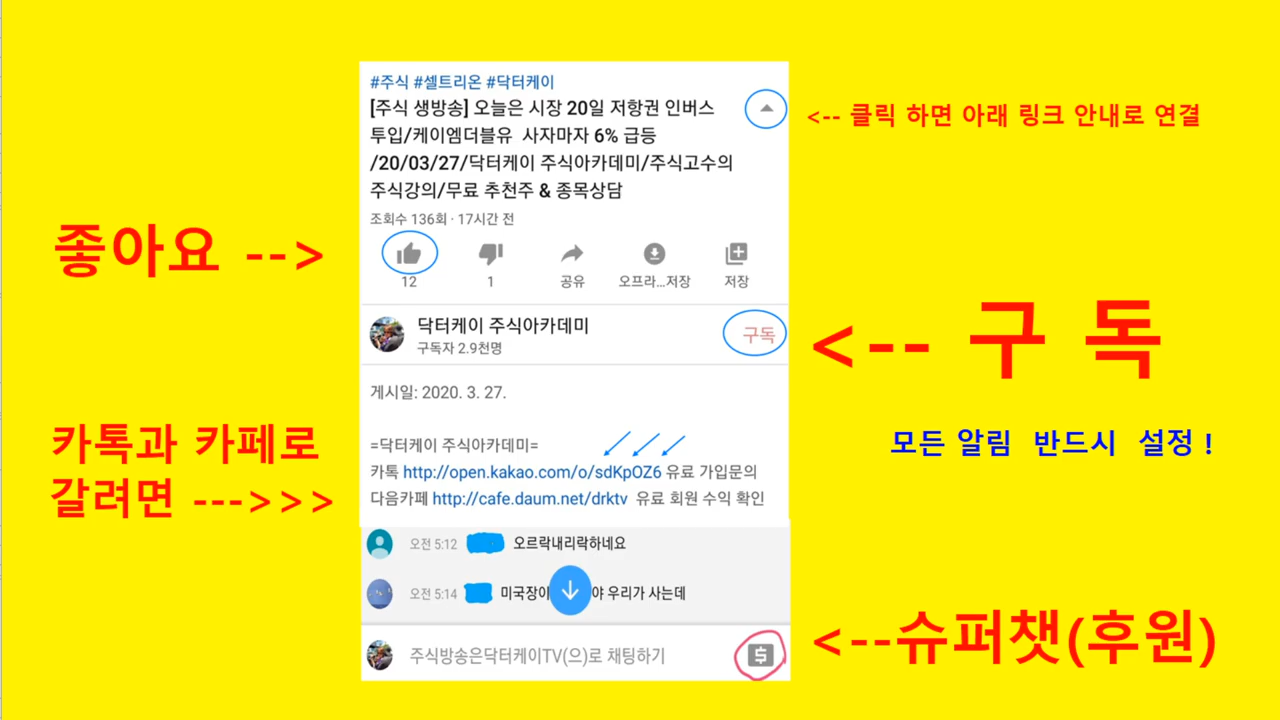 #주식 #셀트리온 #닥터케이
[주식 생방송] 오늘은 시장 20일 저항권 인버스
투입/케이엠더블유 사자마자 6% 급등
/20/03/27/닥터케이 주식아카데미/주식고수의
주식강의/무료 추천주 & 종목상담
조회수 136회 · 17시간 전
<-- 클릭 하면 아래 링크 안내로 연결
좋아요 -->
12
1
공유
오프라...저장
저장
닥터케이 주식아카데미
구독자 2.9천명
구독
<-- 구 독
게시일: 2020. 3. 27.
모든 알림 반드시 설정 !
카톡과 카페로
갈려면 --->>>
=닥터케이 주식아카데미=
카톡 http://open.kakao.com/o/sdKpOZ6 유료 가입문의
다음카페 http://cafe.daum.net/drktv 유료 회원 수익 확인
오전 5:12 오르락내리락하네요
오전 5:14 미국장이 야 우리가 사는데
주식방송은닥터케이TV(으)로 채팅하기
<--슈퍼챗(후원)